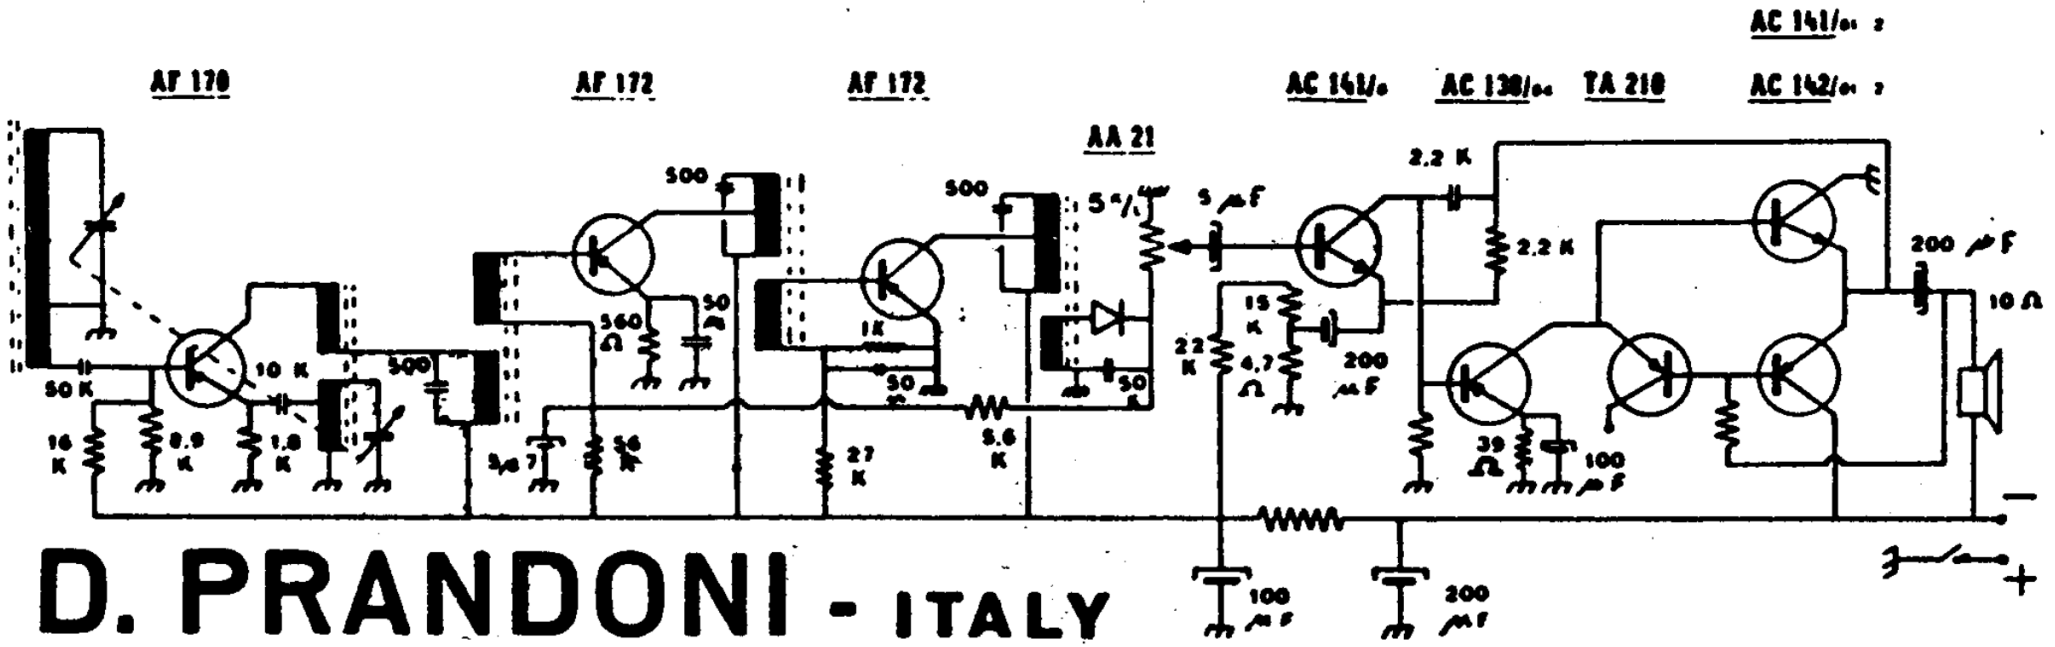 AC 141/01 2
AF 170
AF 172
AF 172
AC 141/
AC 138/
TA 210
AC 142/01 2
AA 21
2.2 K
500
500
5 µF
2.2 K
200 µF
560 Ω
50
1K
15 K
10 Ω
50 K
10 K
500
50
50
22 K
4.7 Ω
200 µF
16 K
8.9 K
1.8 K
56 K
27 K
5.6 K
39 Ω
100 µF
−
+
100 µF
200 µF
D. PRANDONI - ITALY